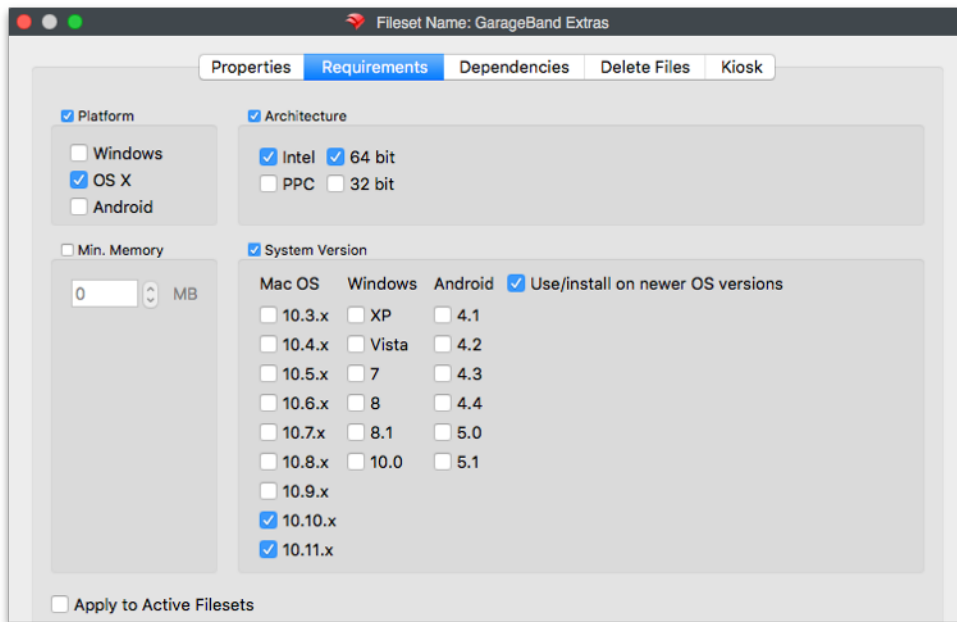 Fileset Name: GarageBand Extras
Properties Requirements Dependencies Delete Files Kiosk
Platform
Windows
OS X
Android
Architecture
Intel 64 bit
PPC 32 bit
Min. Memory
0 MB
System Version
Mac OS Windows Android Use/install on newer OS versions
10.3.x XP 4.1
10.4.x Vista 4.2
10.5.x 7 4.3
10.6.x 8 4.4
10.7.x 8.1 5.0
10.8.x 10.0 5.1
10.9.x
10.10.x
10.11.x
Apply to Active Filesets